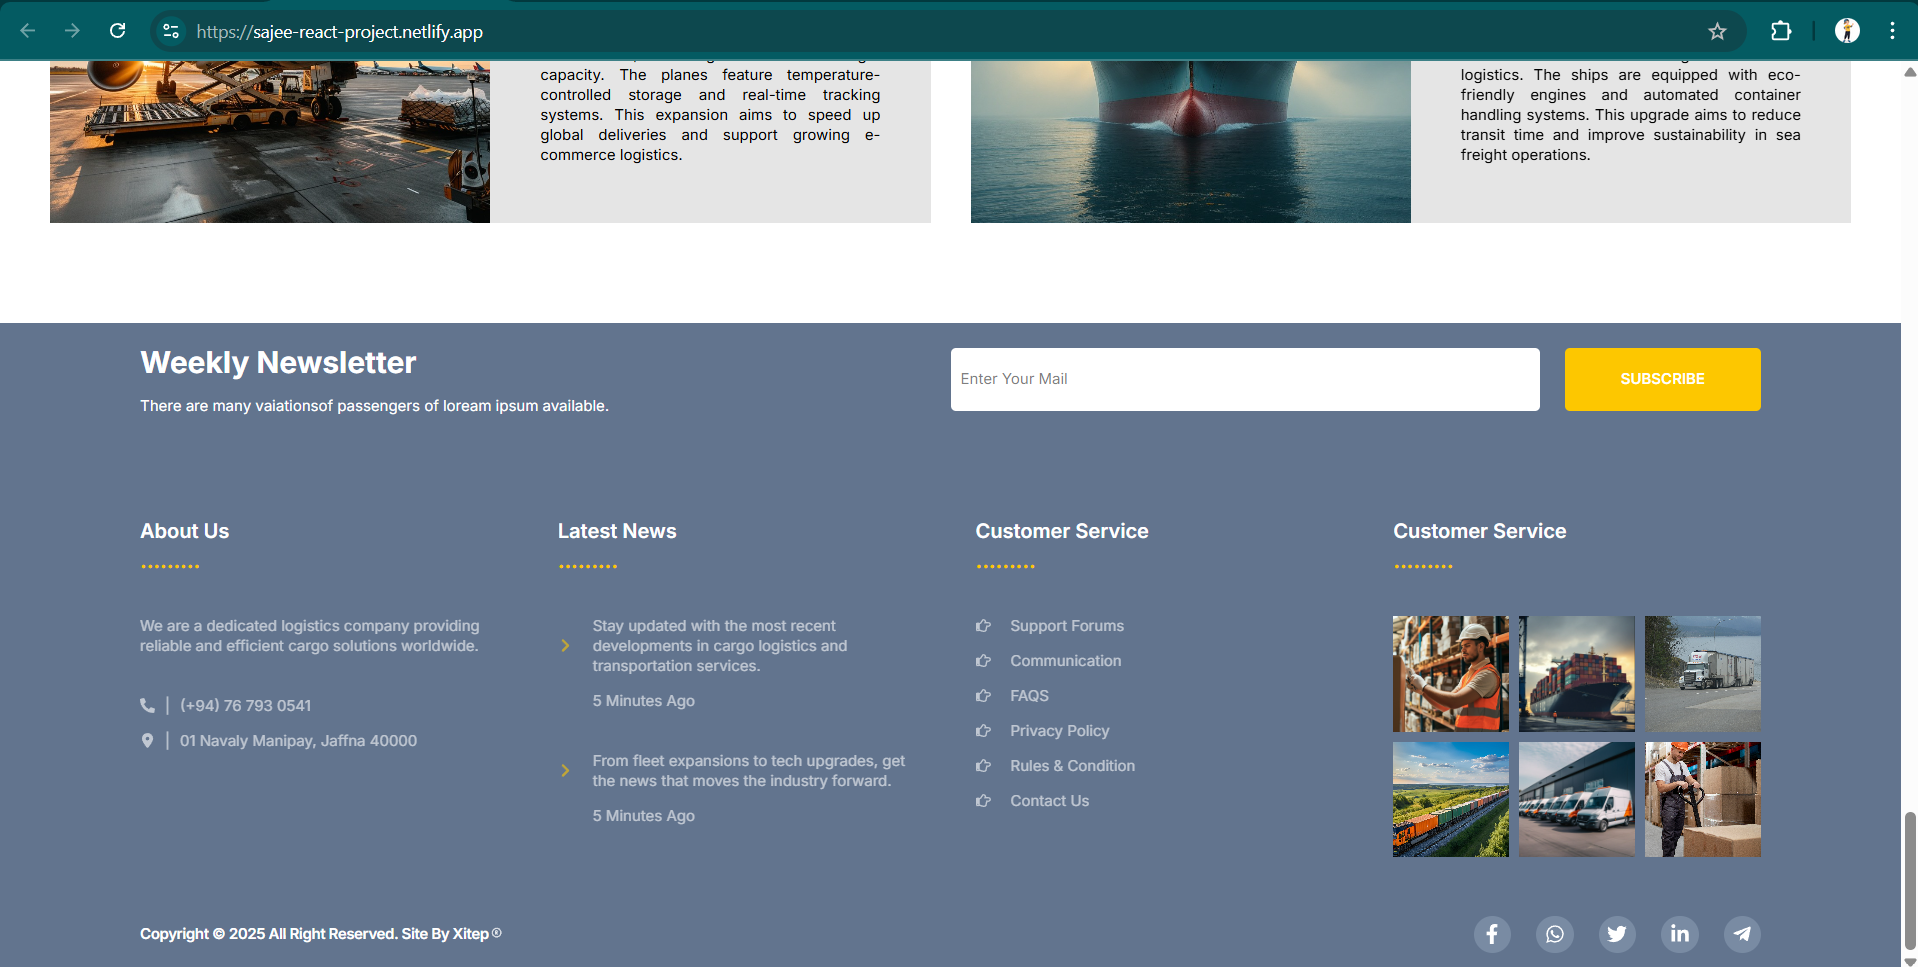 https://sajee-react-project.netlify.app
capacity. The planes feature temperature-
controlled storage and real-time tracking
systems. This expansion aims to speed up
global deliveries and support growing e-
commerce logistics.
logistics. The ships are equipped with eco-
friendly engines and automated container
handling systems. This upgrade aims to reduce
transit time and improve sustainability in sea
freight operations.
Weekly Newsletter
There are many vaiationsof passengers of loream ipsum available.
Enter Your Mail
SUBSCRIBE
About Us
We are a dedicated logistics company providing
reliable and efficient cargo solutions worldwide.
(+94) 76 793 0541
01 Navaly Manipay, Jaffna 40000
Latest News
Stay updated with the most recent
developments in cargo logistics and
transportation services.
5 Minutes Ago
From fleet expansions to tech upgrades, get
the news that moves the industry forward.
5 Minutes Ago
Customer Service
Support Forums
Communication
FAQS
Privacy Policy
Rules & Condition
Contact Us
Customer Service
Copyright © 2025 All Right Reserved. Site By Xitep ®